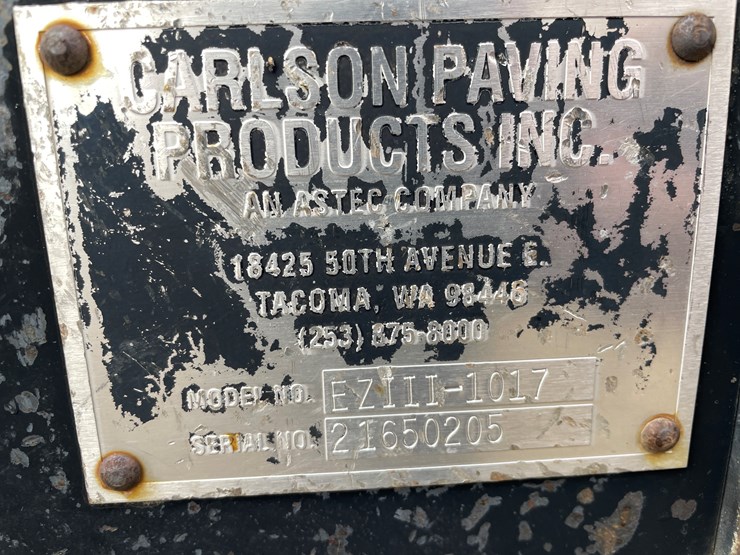 CARLSON PAVING
PRODUCTS INC.
AN ASTEC COMPANY
18425 50TH AVENUE E.
TACOMA, WA 98446
(253) 875-8000
MODEL NO. EZIII-1017
SERIAL NO. 21650205